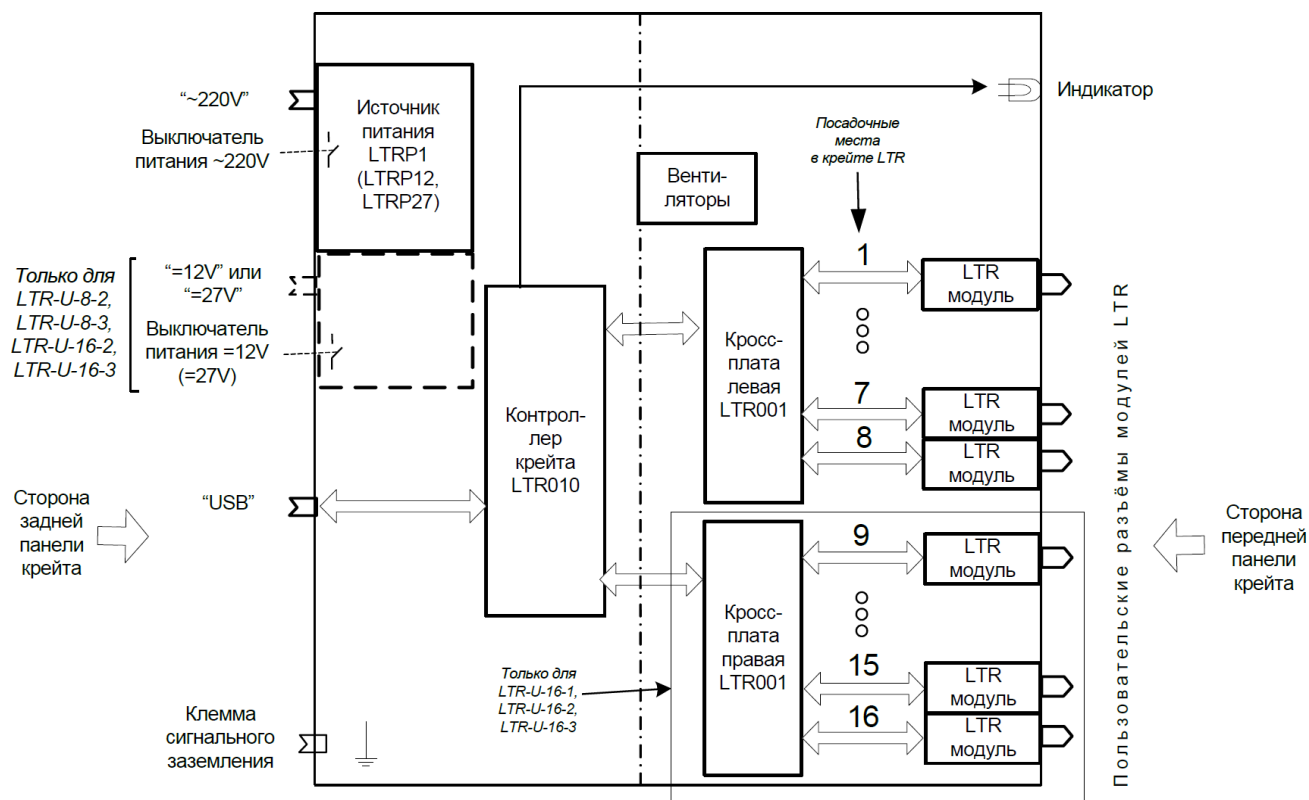 “~220V”
Выключатель
питания ~220V
Источник
питания
LTRP1
(LTRP12,
LTRP27)
Индикатор
Посадочные
места
в крейте LTR
Венти-
ляторы
Только для
LTR-U-8-2,
LTR-U-8-3,
LTR-U-16-2,
LTR-U-16-3
“=12V” или
“=27V”
Выключатель
питания =12V
(=27V)
Контрол-
лер
крейта
LTR010
Кросс-
плата
левая
LTR001
1
LTR
модуль
7
LTR
модуль
8
LTR
модуль
Пользовательские разъёмы модулей LTR
Сторона
задней
панели
крейта
“USB”
Сторона
передней
панели
крейта
Кросс-
плата
правая
LTR001
9
LTR
модуль
15
LTR
модуль
16
LTR
модуль
Только для
LTR-U-16-1,
LTR-U-16-2,
LTR-U-16-3
Клемма
сигнального
заземления